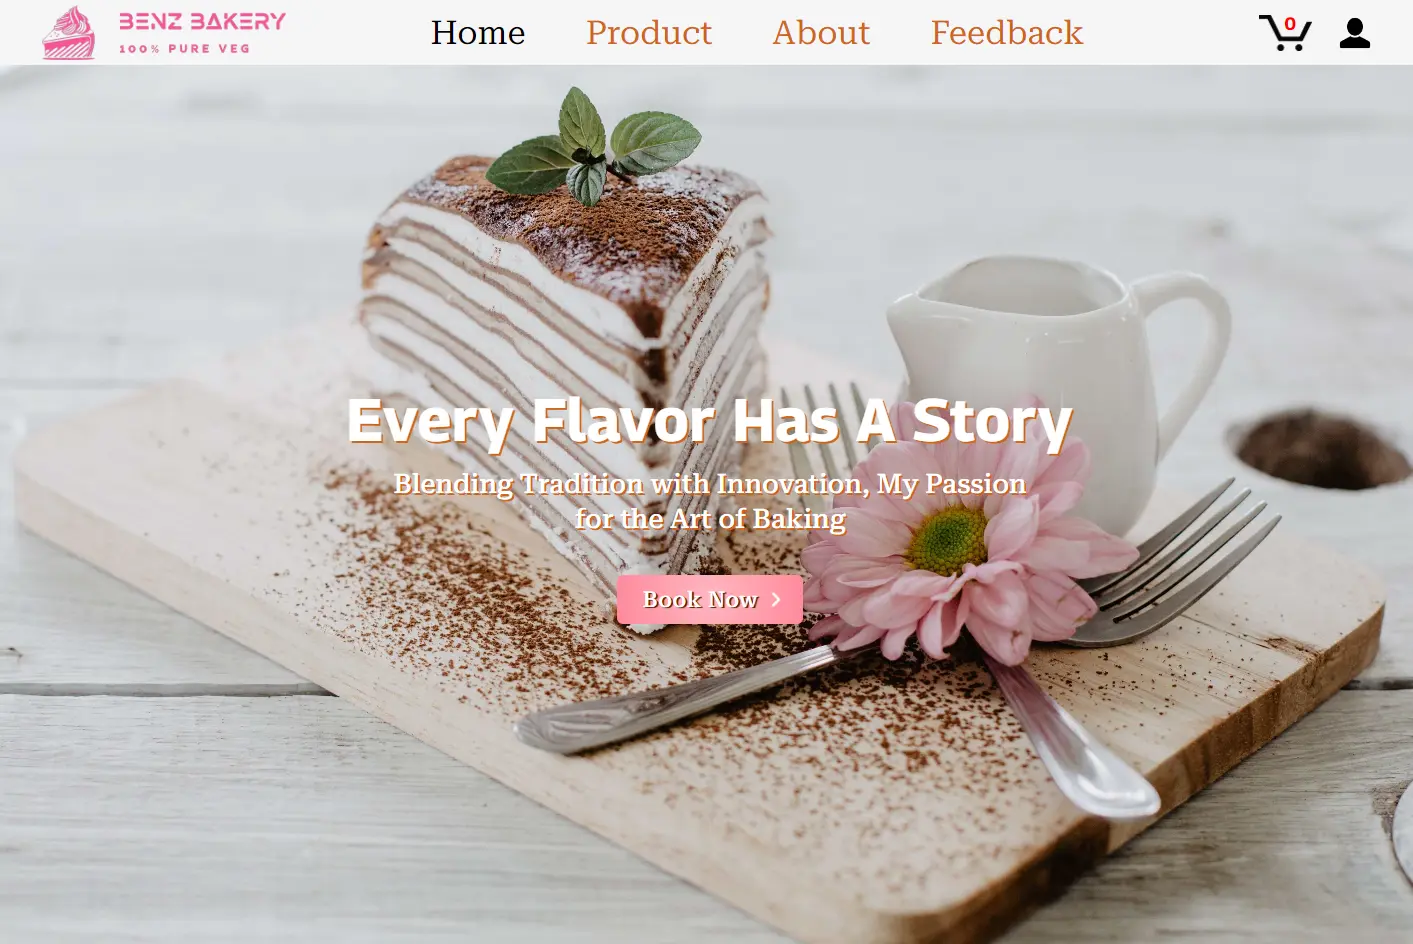 BENZ BAKERY
100% PURE VEG
Home Product About Feedback
0
Every Flavor Has A Story
Blending Tradition with Innovation, My Passion
for the Art of Baking
Book Now